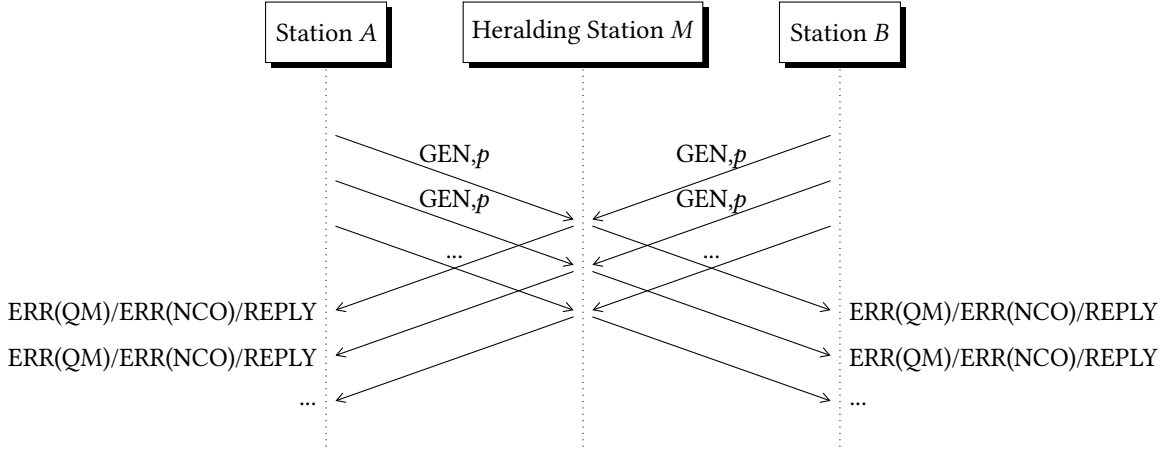 Station A
Heralding Station M
Station B
GEN,p
GEN,p
GEN,p
GEN,p
...
...
ERR(QM)/ERR(NCO)/REPLY
ERR(QM)/ERR(NCO)/REPLY
ERR(QM)/ERR(NCO)/REPLY
ERR(QM)/ERR(NCO)/REPLY
...
...